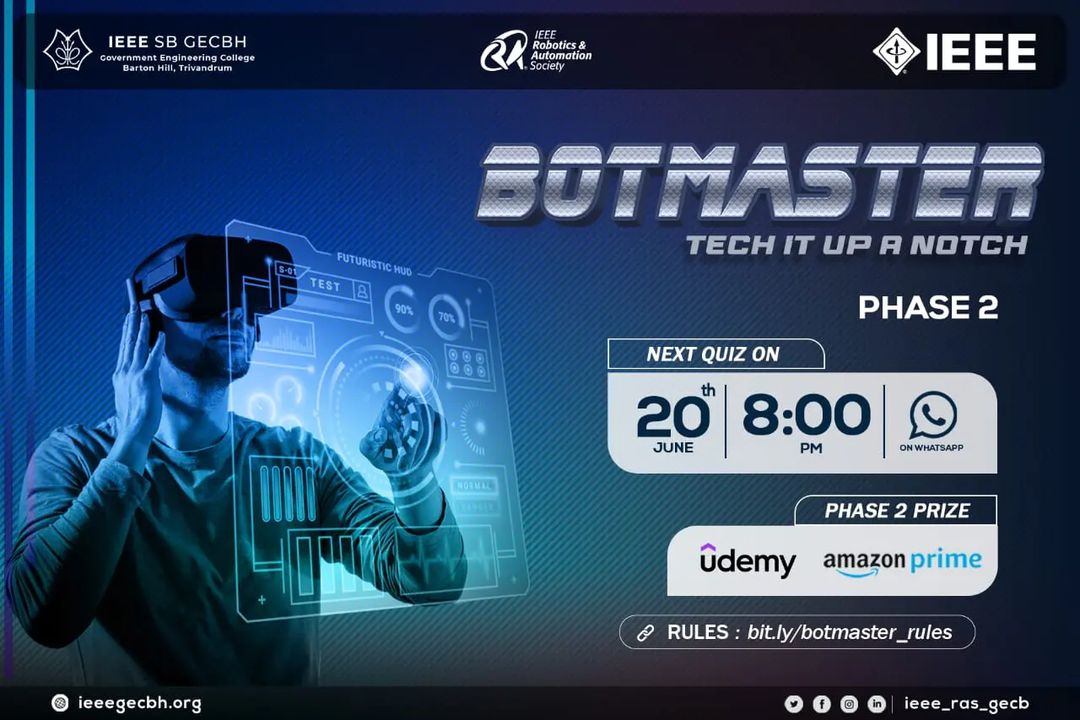 IEEE SB GECBH
Government Engineering College
Barton Hill, Trivandrum
IEEE
Robotics &
Automation
Society
IEEE
BOTMASTER
TECH IT UP A NOTCH
PHASE 2
NEXT QUIZ ON
20th
JUNE
8:00
PM
ON WHATSAPP
PHASE 2 PRIZE
udemy
amazon prime
RULES : bit.ly/botmaster_rules
FUTURISTIC HUD
S-01
TEST
90%
70%
NORMAL
ieeegecbh.org
ieee_ras_gecb